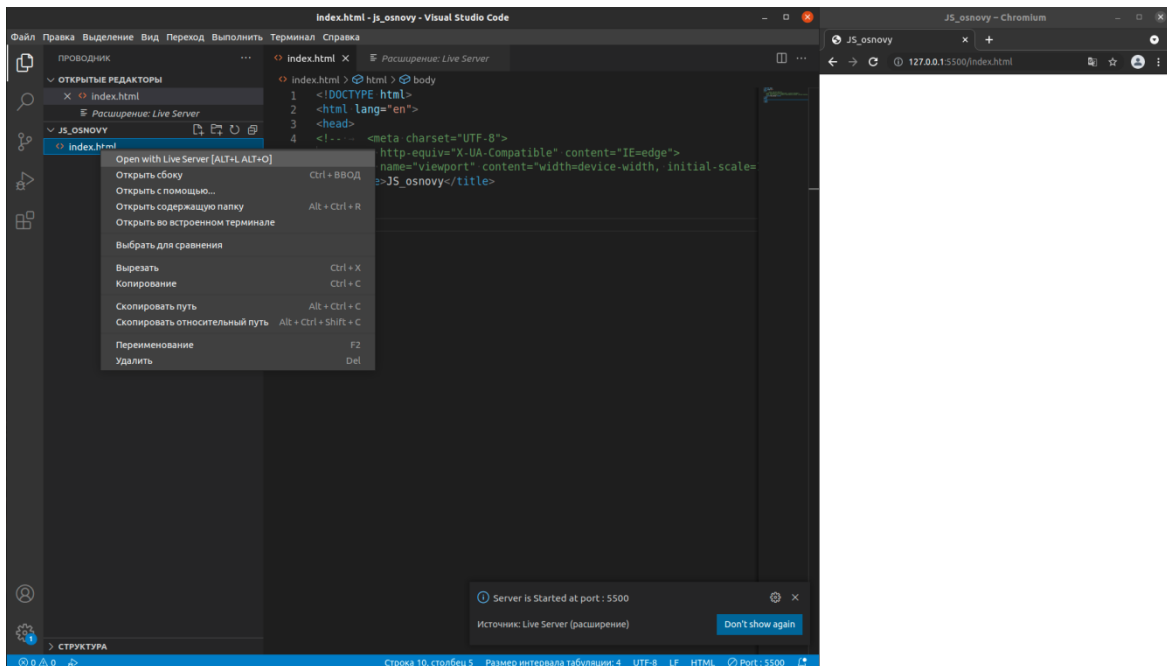 index.html - js_osnovy - Visual Studio Code
Файл Правка Выделение Вид Переход Выполнить Терминал Справка
ПРОВОДНИК
ОТКРЫТЫЕ РЕДАКТОРЫ
index.html
Расширение: Live Server
JS_OSNOVY
index.html
Open with Live Server [ALT+L ALT+O]
Открыть сбоку Ctrl + ВВОД
Открыть с помощью...
Открыть содержащую папку Alt + Ctrl + R
Открыть во встроенном терминале
Выбрать для сравнения
Вырезать Ctrl + X
Копирование Ctrl + C
Скопировать путь Alt + Ctrl + C
Скопировать относительный путь Alt + Ctrl + Shift + C
Переименование F2
Удалить Del
СТРУКТУРА
index.html Расширение: Live Server
index.html > html > body
1 <!DOCTYPE html>
2 <html lang="en">
3 <head>
4 <!-- <meta charset="UTF-8">
http-equiv="X-UA-Compatible" content="IE=edge">
name="viewport" content="width=device-width, initial-scale=
>JS_osnovy</title>
Server is Started at port : 5500
Источник: Live Server (расширение) Don't show again
0 0 Строка 10, столбец 5 Размер интервала табуляции: 4 UTF-8 LF HTML Port : 5500
1
JS_osnovy – Chromium
JS_osnovy
127.0.0.1:5500/index.html